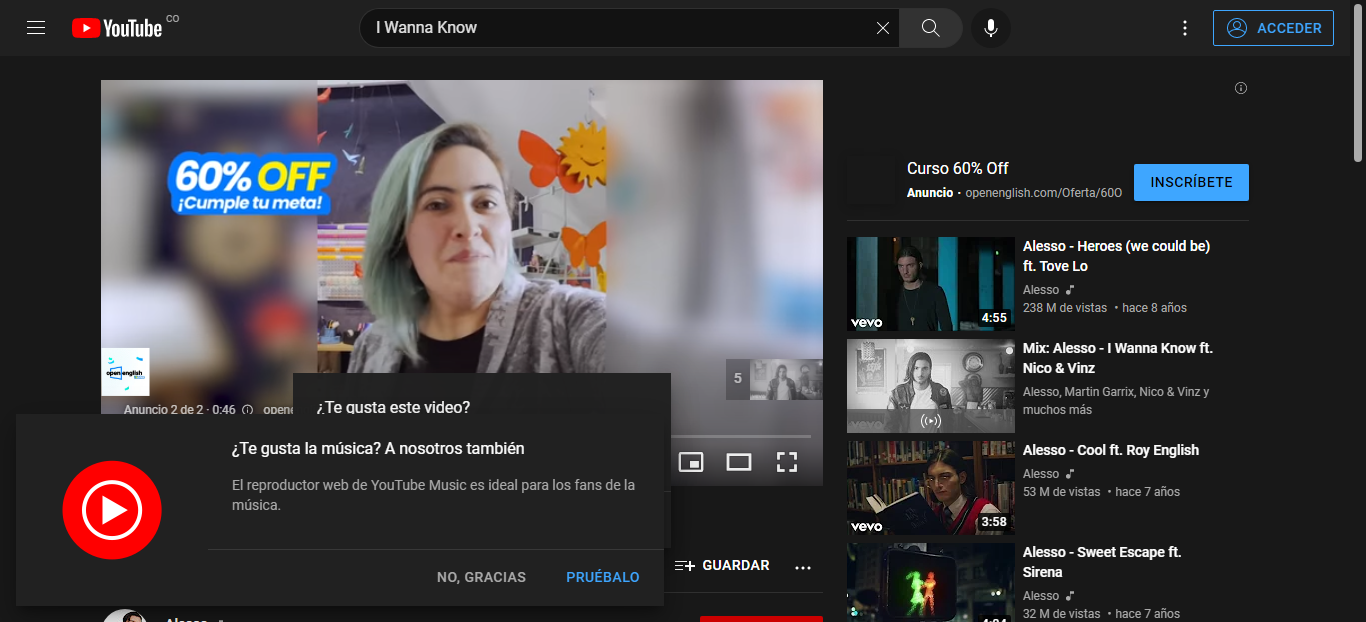 YouTube CO
I Wanna Know
ACCEDER
60% OFF
¡Cumple tu meta!
openenglish
Anuncio 2 de 2 · 0:46
5
¿Te gusta este video?
¿Te gusta la música? A nosotros también
El reproductor web de YouTube Music es ideal para los fans de la
música.
NO, GRACIAS
PRUÉBALO
GUARDAR
Alesso
Curso 60% Off
Anuncio · openenglish.com/Oferta/60O
INSCRÍBETE
Alesso - Heroes (we could be)
ft. Tove Lo
Alesso
238 M de vistas · hace 8 años
vevo
4:55
Mix: Alesso - I Wanna Know ft.
Nico & Vinz
Alesso, Martin Garrix, Nico & Vinz y
muchos más
vevo
Alesso - Cool ft. Roy English
Alesso
53 M de vistas · hace 7 años
vevo
3:58
Alesso - Sweet Escape ft.
Sirena
Alesso
32 M de vistas · hace 7 años